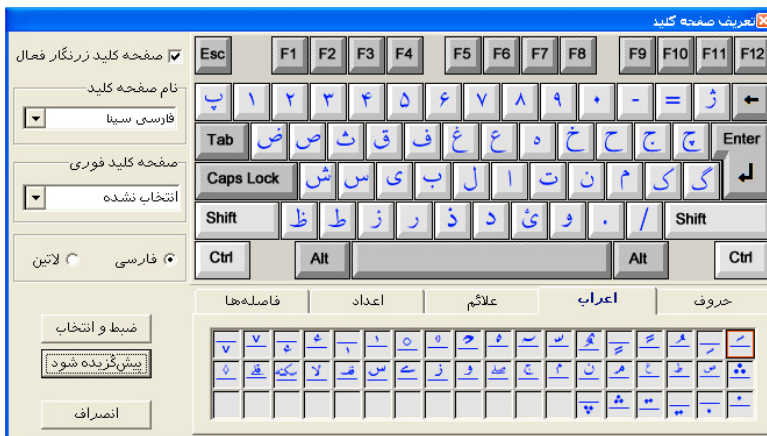 تعریف صفحه کلید
صفحه کلید زرنگار فعال
نام صفحه کلید
فارسی سینا
صفحه کلید فوری
انتخاب نشده
فارسی لاتین
ضبط و انتخاب
پیش‌گزیده شود
انصراف
Esc F1 F2 F3 F4 F5 F6 F7 F8 F9 F10 F11 F12
پ ۱ ۲ ۳ ۴ ۵ ۶ ۷ ۸ ۹ ۰ - = ژ
Tab ض ص ث ق ف غ ع ه خ ح ج چ Enter
Caps Lock ش س ی ب ل ا ت ن م ک گ
Shift ظ ط ز ر ذ د ئ و . / Shift
Ctrl Alt Alt Ctrl
حروف اعراب علائم اعداد فاصله‌ها